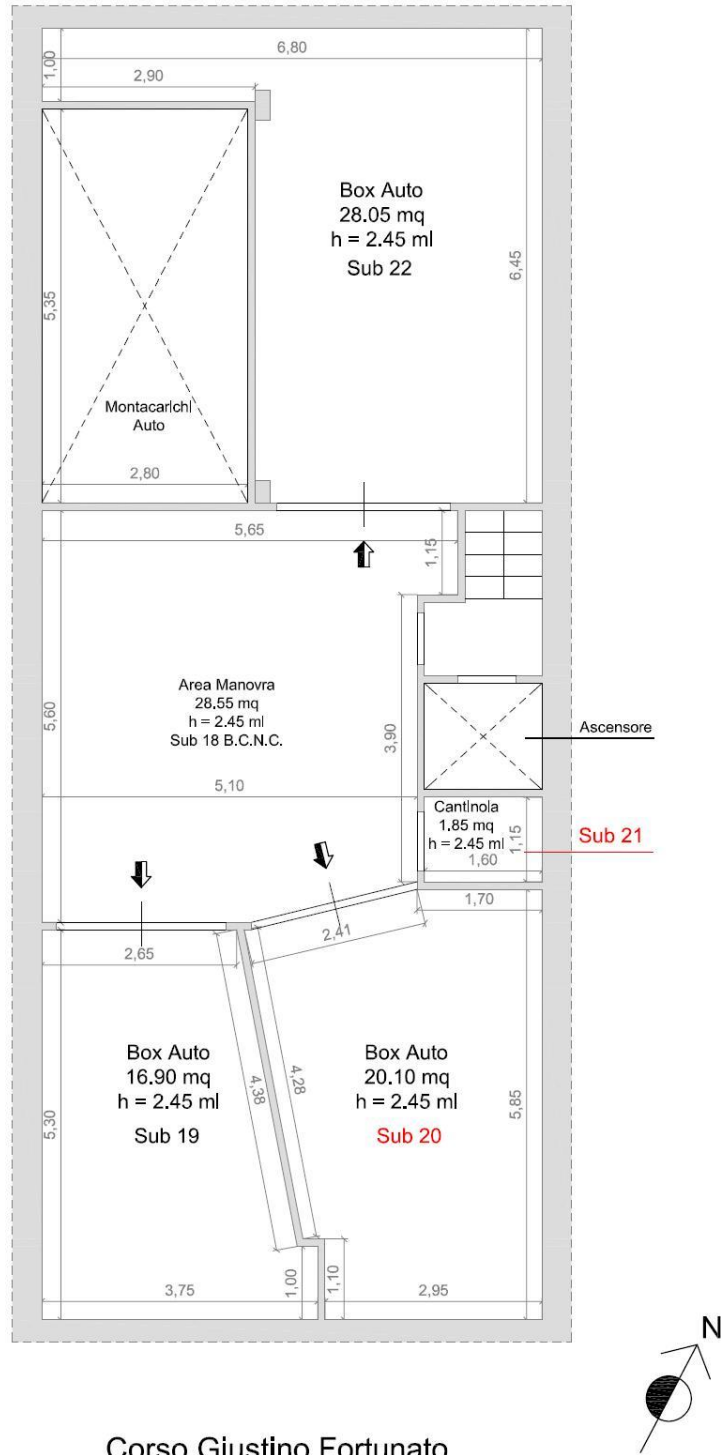 6,80
1,00
2,90
Box Auto
28.05 mq
h = 2.45 ml
Sub 22
6,45
5,35
Montacarichi
Auto
2,80
5,65
1,15
Area Manovra
28.55 mq
h = 2.45 ml
Sub 18 B.C.N.C.
5,60
3,90
Ascensore
5,10
Cantinola
1.85 mq
h = 2.45 ml
1,15
1,60
Sub 21
1,70
2,41
2,65
Box Auto
16.90 mq
h = 2.45 ml
Sub 19
4,38
4,28
Box Auto
20.10 mq
h = 2.45 ml
Sub 20
5,30
5,85
3,75
1,00
1,10
2,95
N
Corso Giustino Fortunato